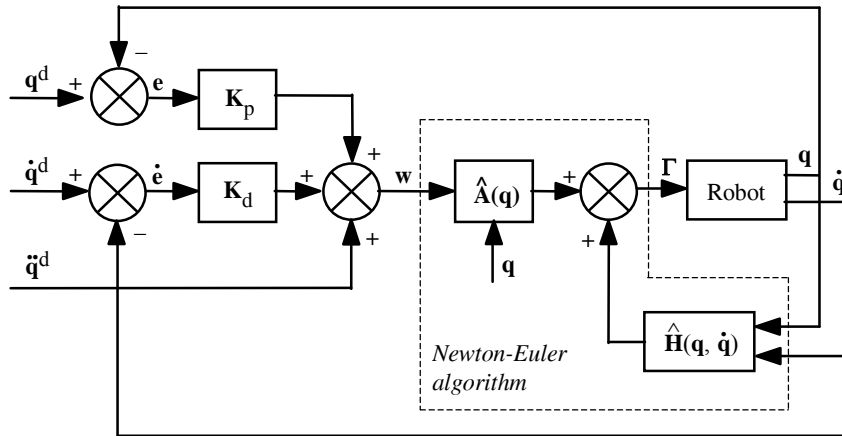 −
q^d + e K_p
+
q̇^d + ė K_d + w Â(q) + Γ Robot q q̇
− + +
q̈^d q
Ĥ(q, q̇)
Newton-Euler
algorithm